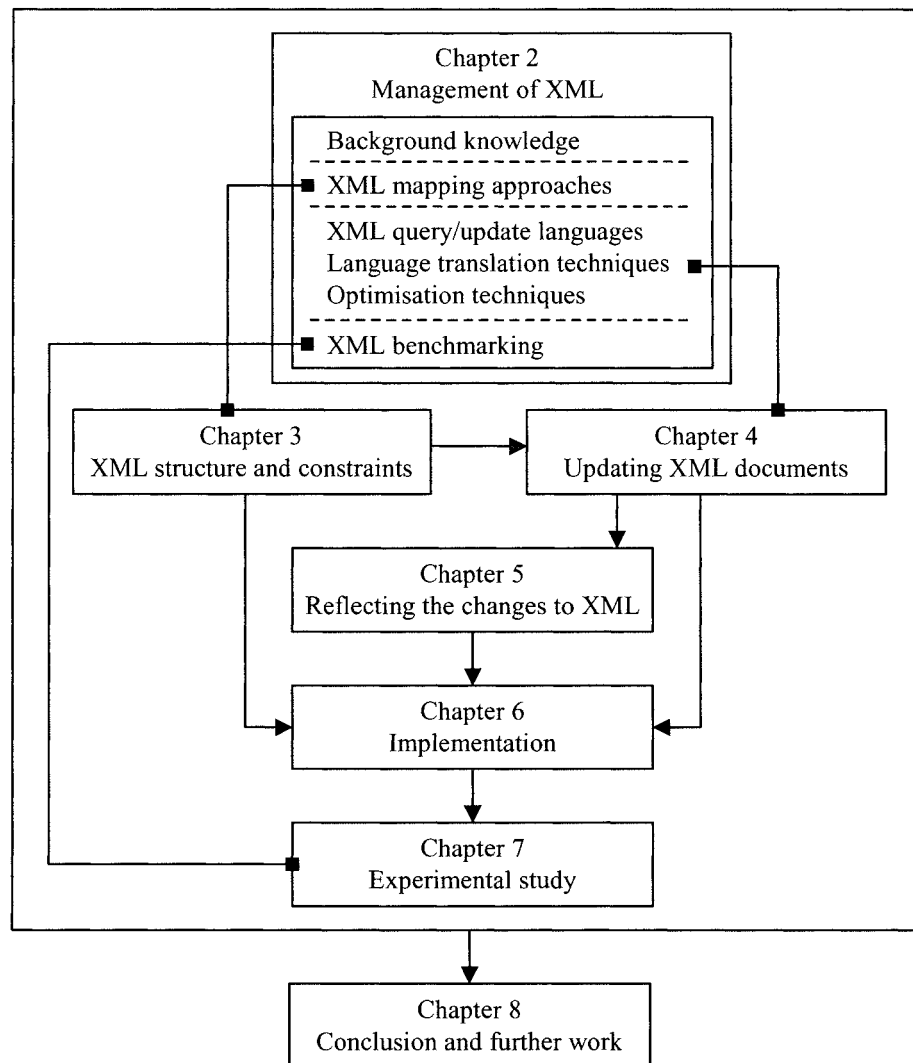 Chapter 2
Management of XML
Background knowledge
XML mapping approaches
XML query/update languages
Language translation techniques
Optimisation techniques
XML benchmarking
Chapter 3
XML structure and constraints
Chapter 4
Updating XML documents
Chapter 5
Reflecting the changes to XML
Chapter 6
Implementation
Chapter 7
Experimental study
Chapter 8
Conclusion and further work